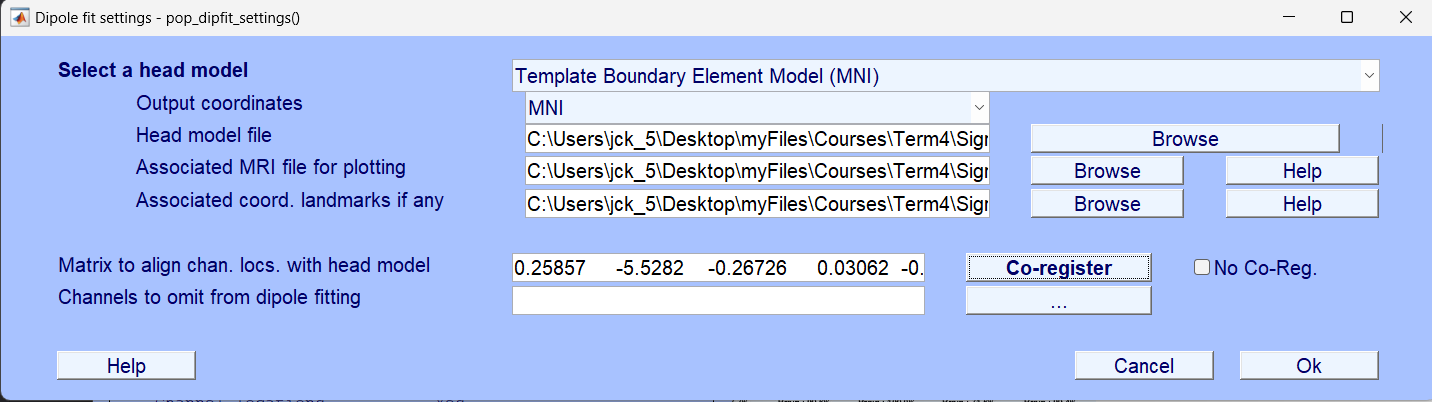 Dipole fit settings - pop_dipfit_settings()
Select a head model Template Boundary Element Model (MNI)
Output coordinates MNI
Head model file C:\Users\jck_5\Desktop\myFiles\Courses\Term4\Sigr Browse
Associated MRI file for plotting C:\Users\jck_5\Desktop\myFiles\Courses\Term4\Sigr Browse Help
Associated coord. landmarks if any C:\Users\jck_5\Desktop\myFiles\Courses\Term4\Sigr Browse Help
Matrix to align chan. locs. with head model 0.25857 -5.5282 -0.26726 0.03062 -0. Co-register No Co-Reg.
Channels to omit from dipole fitting ...
Help Cancel Ok